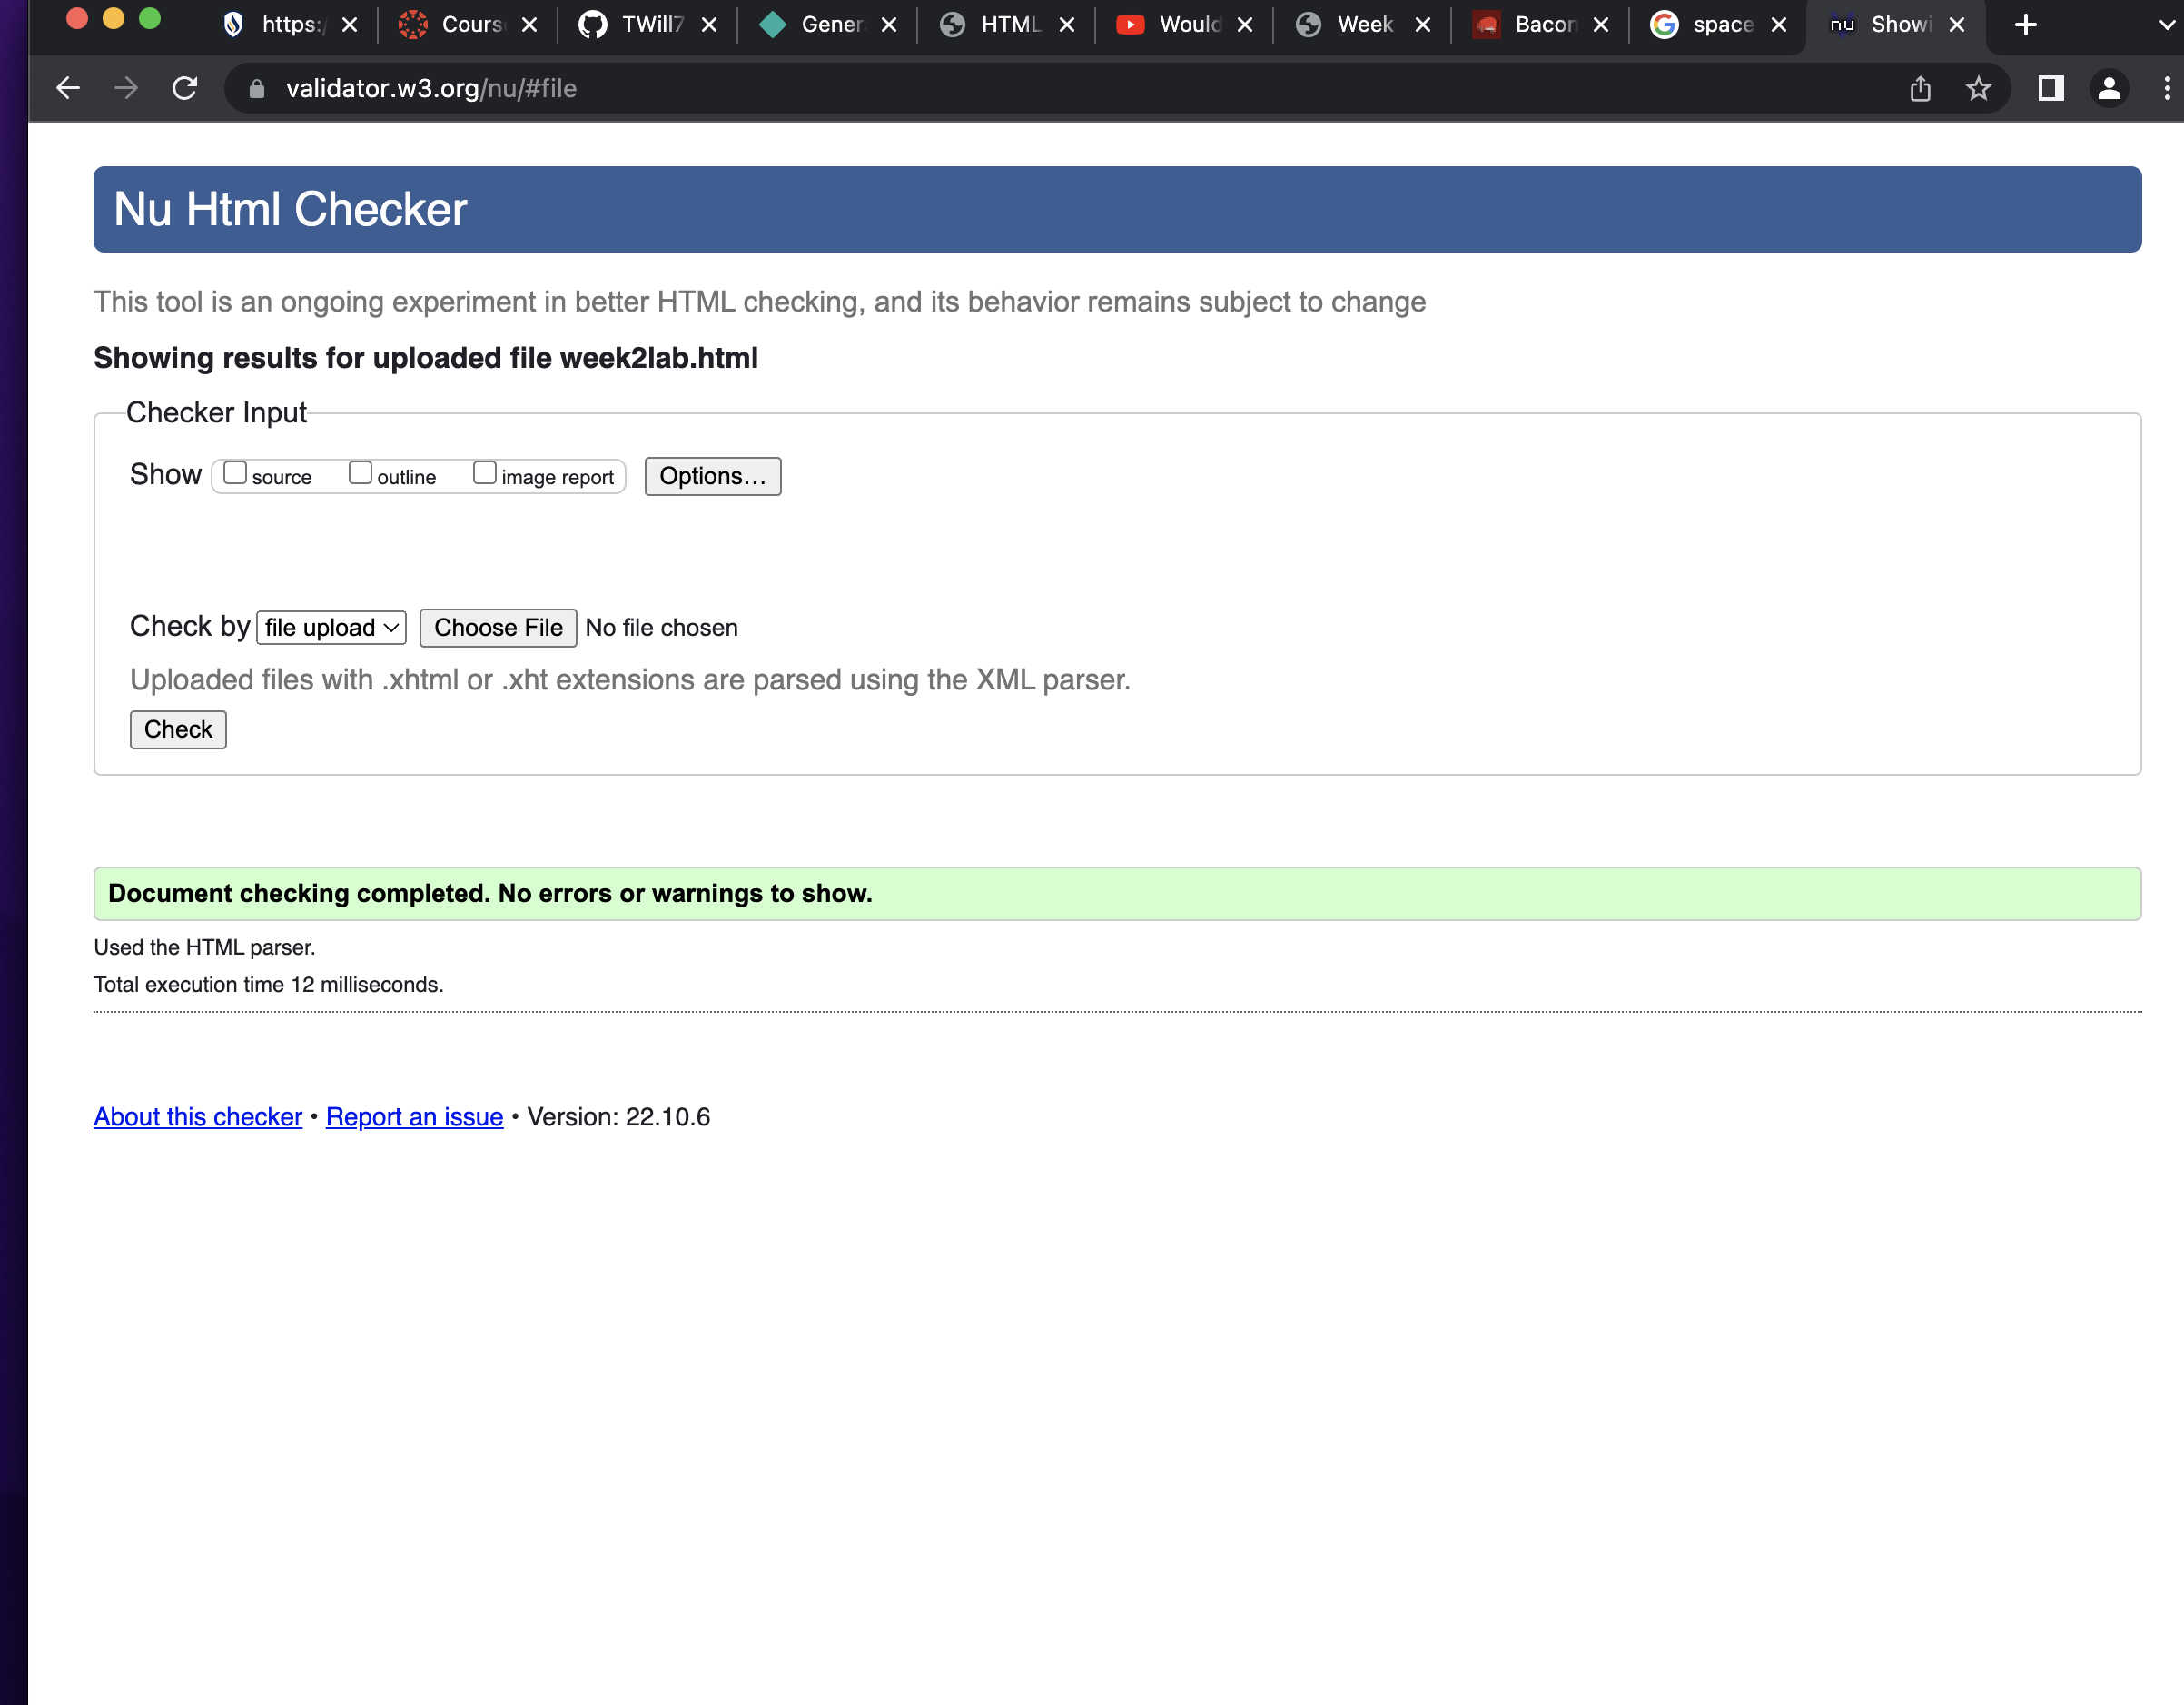 https:/ Cours TWill7 Gener HTML Would Week Bacon space nu Showi
validator.w3.org/nu/#file
Nu Html Checker
This tool is an ongoing experiment in better HTML checking, and its behavior remains subject to change
Showing results for uploaded file week2lab.html
Checker Input
Show source outline image report Options...
Check by file upload Choose File No file chosen
Uploaded files with .xhtml or .xht extensions are parsed using the XML parser.
Check
Document checking completed. No errors or warnings to show.
Used the HTML parser.
Total execution time 12 milliseconds.
About this checker • Report an issue • Version: 22.10.6